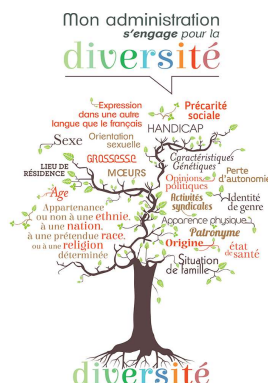 Mon administration
s'engage pour la
diversité
Expression
dans une autre
langue que le français
Précarité
sociale
HANDICAP
Sexe
Orientation
sexuelle
GROSSESSE
Caractéristiques
Génétiques
LIEU DE
RÉSIDENCE
MŒURS
Opinions
politiques
Perte
d'autonomie
Age
Activités
syndicales
Identité
de genre
Appartenance
ou non à une ethnie,
à une nation,
à une prétendue race,
ou à une religion
déterminée
Apparence physique
Patronyme
Origine
état
de santé
Situation
de famille
diversité